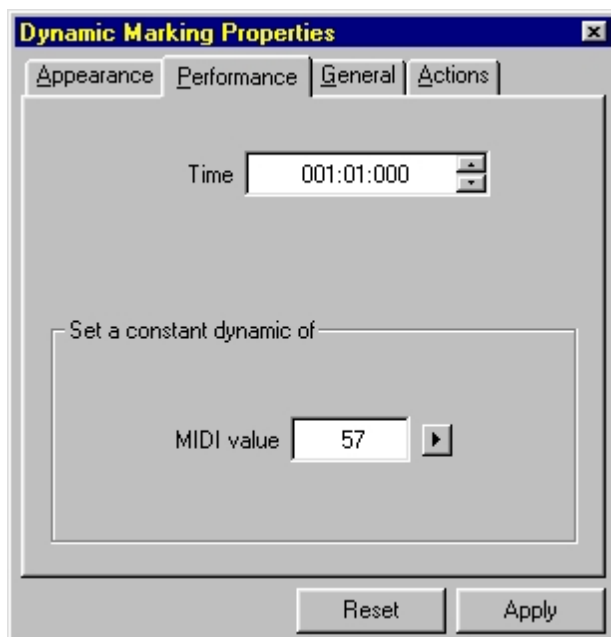 Dynamic Marking Properties
Appearance Performance General Actions
Time 001:01:000
Set a constant dynamic of
MIDI value 57
Reset Apply